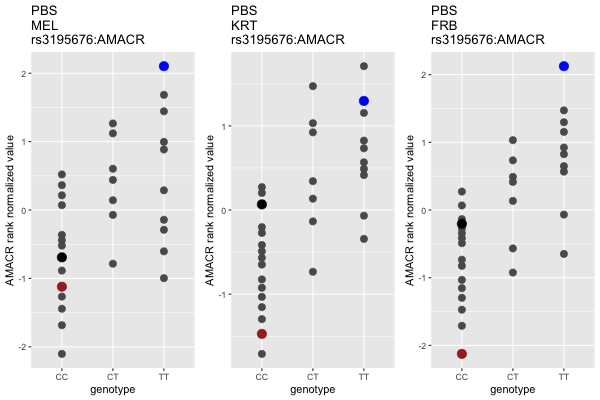 PBS
MEL
rs3195676:AMACR
AMACR rank normalized value
2
1
0
-1
-2
CC
CT
TT
genotype
PBS
KRT
rs3195676:AMACR
AMACR rank normalized value
1
0
-1
CC
CT
TT
genotype
PBS
FRB
rs3195676:AMACR
AMACR rank normalized value
2
1
0
-1
-2
CC
CT
TT
genotype